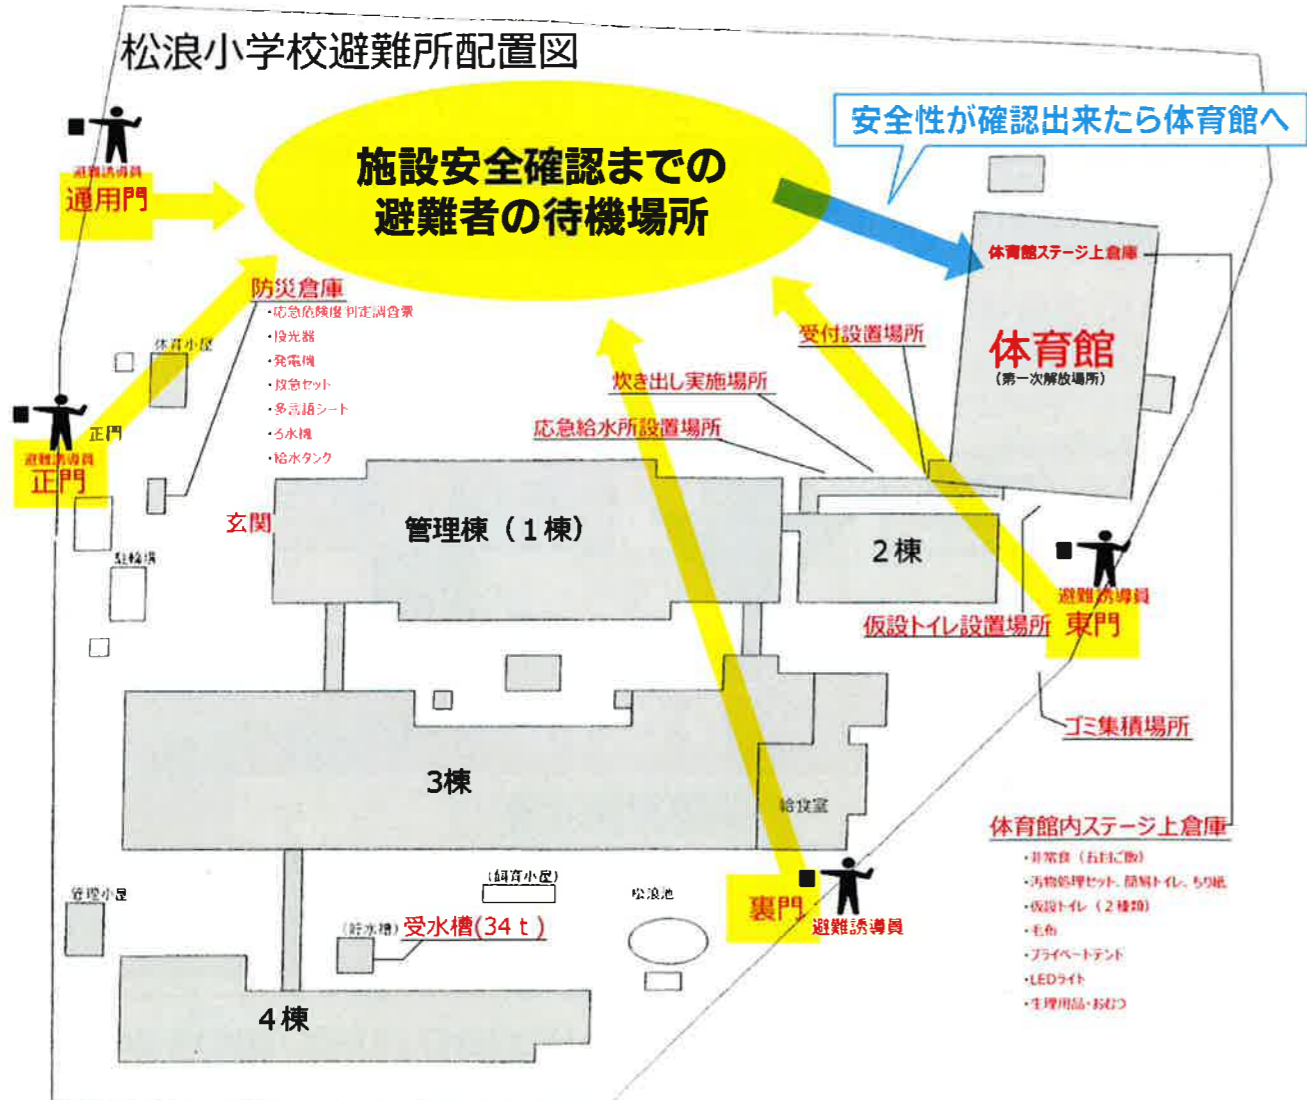 松浪小学校避難所配置図
安全性が確認出来たら体育館へ
施設安全確認までの
避難者の待機場所
避難誘導員
通用門
体育館ステージ上倉庫
体育館
(第一次解放場所)
防災倉庫
・応急危険度判定調査票
・投光器
・発電機
・救急セット
・多言語シート
・ろ水機
・給水タンク
体育小屋
受付設置場所
炊き出し実施場所
応急給水所設置場所
正門
避難誘導員
正門
玄関
管理棟（１棟）
２棟
駐輪場
避難誘導員
東門
仮設トイレ設置場所
ゴミ集積場所
3棟
給食室
体育館内ステージ上倉庫
・非常食（五目ご飯）
・汚物処理セット、簡易トイレ、ちり紙
・仮設トイレ（２種類）
・毛布
・プライベートテント
・LEDライト
・生理用品・おむつ
管理小屋
(飼育小屋)
松浪池
裏門
避難誘導員
(貯水槽)
受水槽(34ｔ)
４棟